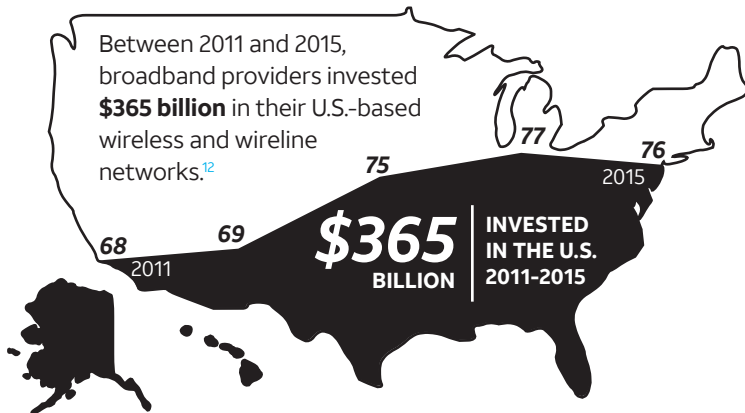 Between 2011 and 2015,
broadband providers invested
$365 billion in their U.S.-based
wireless and wireline
networks.12
68
2011
69
75
77
76
2015
$365
BILLION
INVESTED
IN THE U.S.
2011-2015